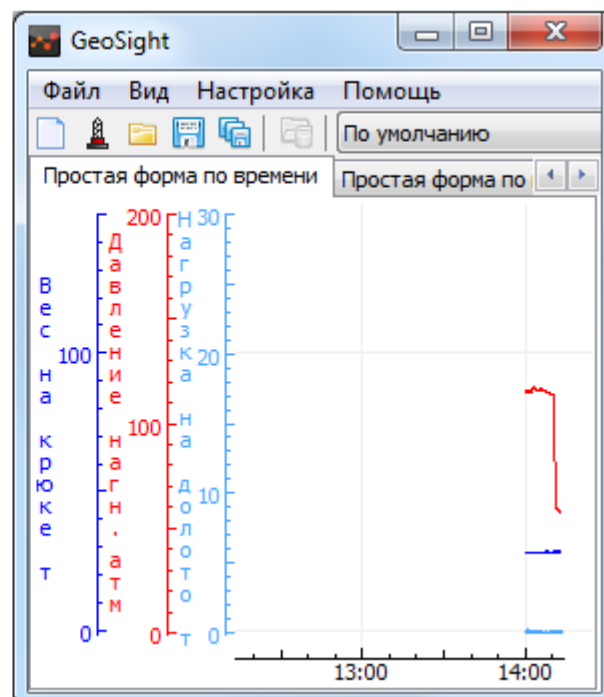 GeoSight
Файл Вид Настройка Помощь
По умолчанию
Простая форма по времени
Простая форма по
Вес на крюке т
100
0
Давление нагн. атм
200
100
0
Нагрузка на долото т
30
20
10
0
13:00 14:00